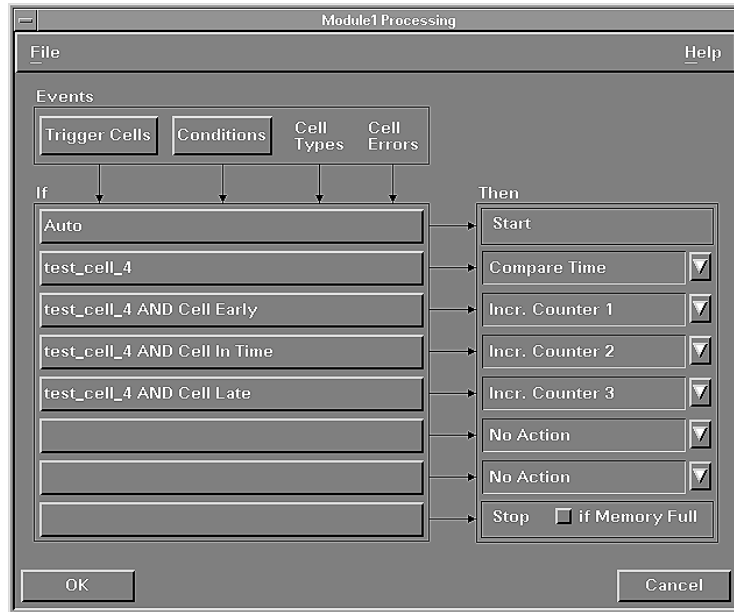 Module1 Processing
File Help
Events
Trigger Cells Conditions Cell Types Cell Errors
If Then
Auto Start
test_cell_4 Compare Time
test_cell_4 AND Cell Early Incr. Counter 1
test_cell_4 AND Cell In Time Incr. Counter 2
test_cell_4 AND Cell Late Incr. Counter 3
No Action
No Action
Stop if Memory Full
OK Cancel